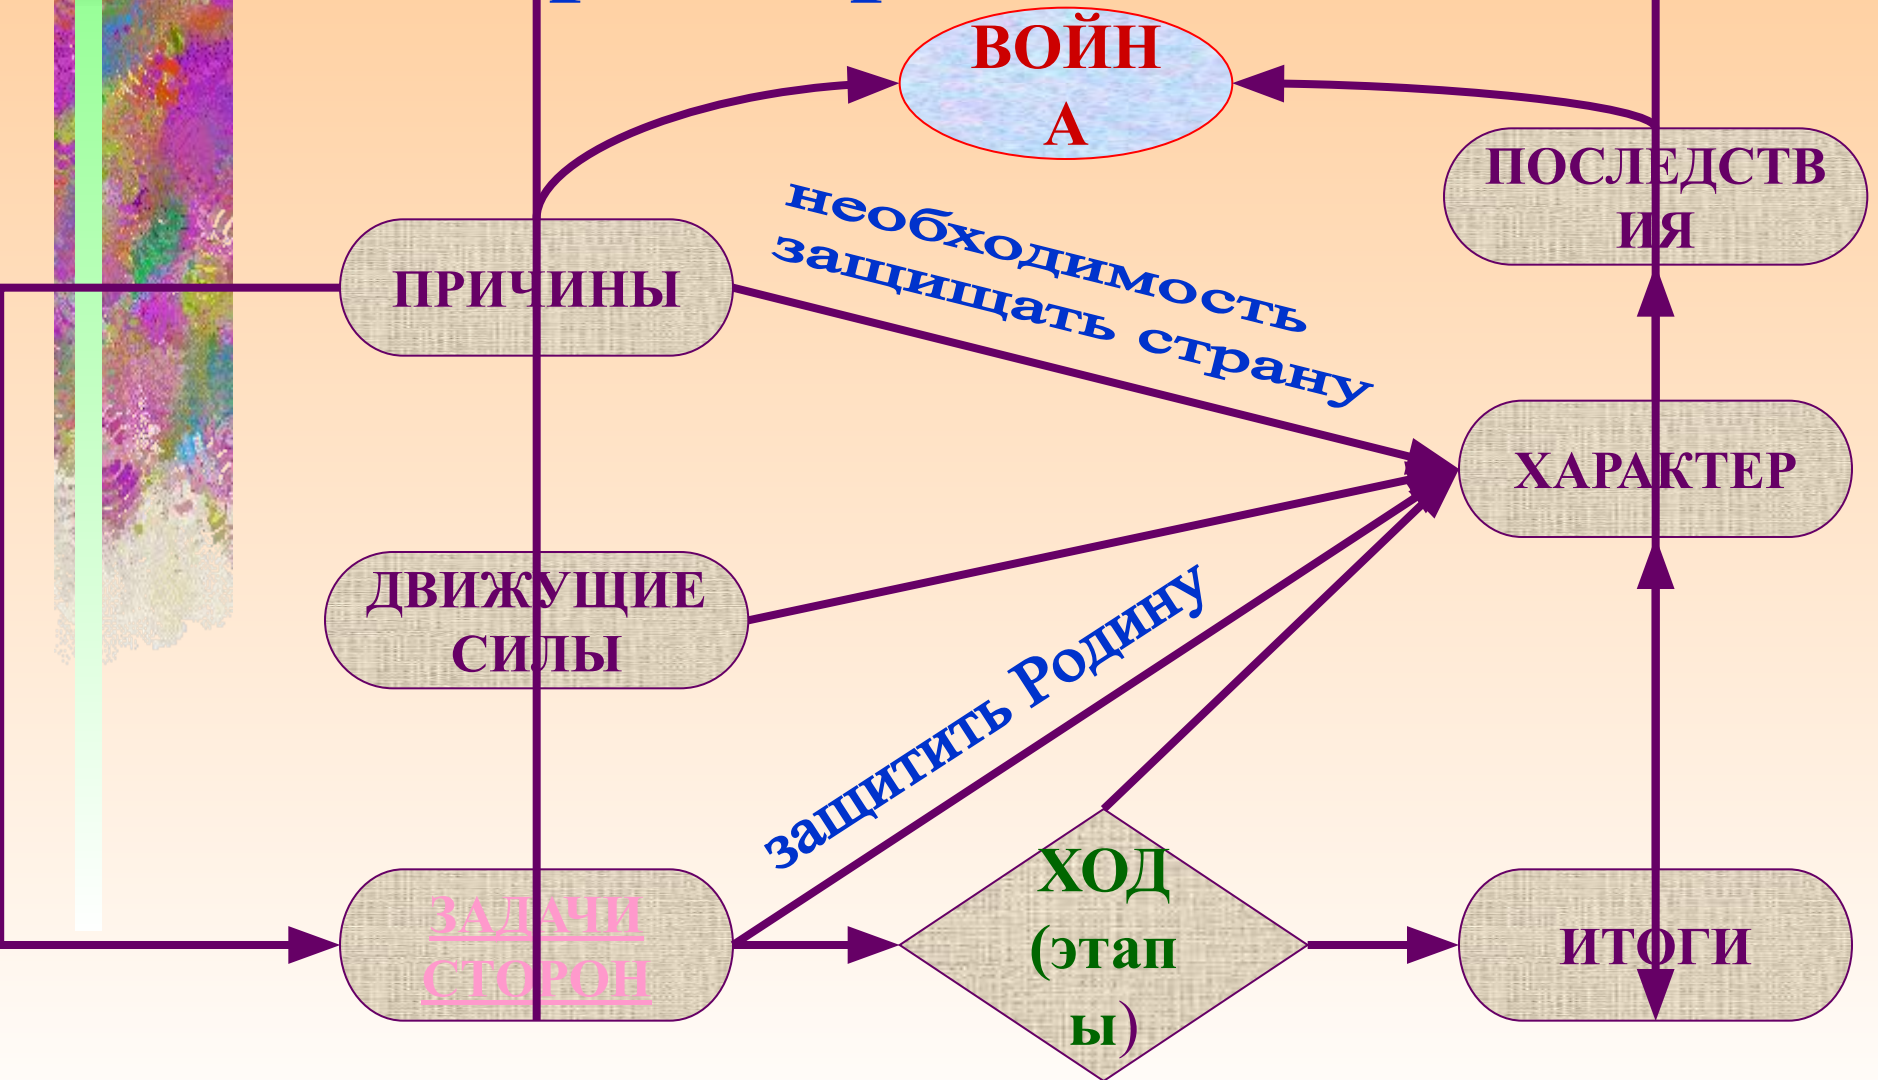 ВОЙН
А
ПОСЛЕДСТВ
ИЯ
необходимость
защищать страну
ПРИЧИНЫ
ХАРАКТЕР
ДВИЖУЩИЕ
СИЛЫ
защитить Родину
ЗАДАЧИ
СТОРОН
ХОД
(этап
ы)
ИТОГИ